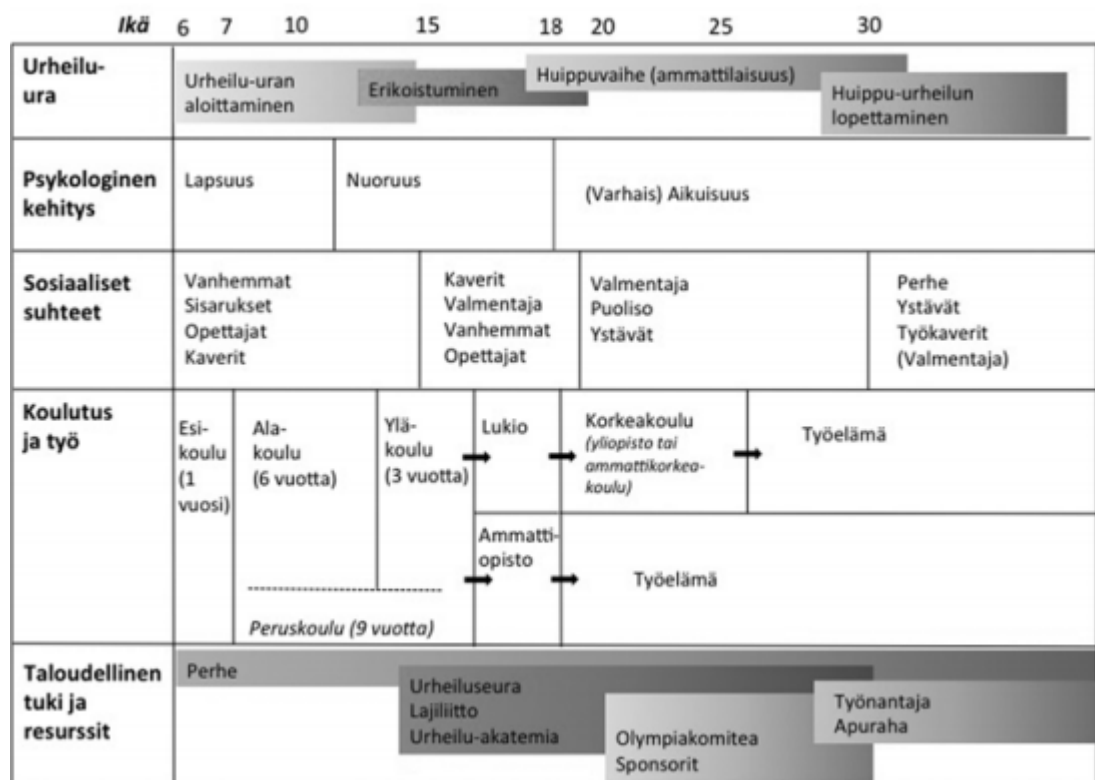 Ikä 6 7 10 15 18 20 25 30
Urheilu-
ura
Urheilu-uran
aloittaminen
Erikoistuminen
Huippuvaihe (ammattilaisuus)
Huippu-urheilun
lopettaminen
Psykologinen
kehitys
Lapsuus
Nuoruus
(Varhais) Aikuisuus
Sosiaaliset
suhteet
Vanhemmat
Sisarukset
Opettajat
Kaverit
Kaverit
Valmentaja
Vanhemmat
Opettajat
Valmentaja
Puoliso
Ystävät
Perhe
Ystävät
Työkaverit
(Valmentaja)
Koulutus
ja työ
Esi-
koulu
(1
vuosi)
Ala-
koulu
(6 vuotta)
Ylä-
koulu
(3 vuotta)
Lukio
Korkeakoulu
(yliopisto tai
ammattikorkea-
koulu)
Työelämä
Ammatti-
opisto
Työelämä
Peruskoulu (9 vuotta)
Taloudellinen
tuki ja
resurssit
Perhe
Urheiluseura
Lajiliitto
Urheilu-akatemia
Olympiakomitea
Sponsorit
Työnantaja
Apuraha